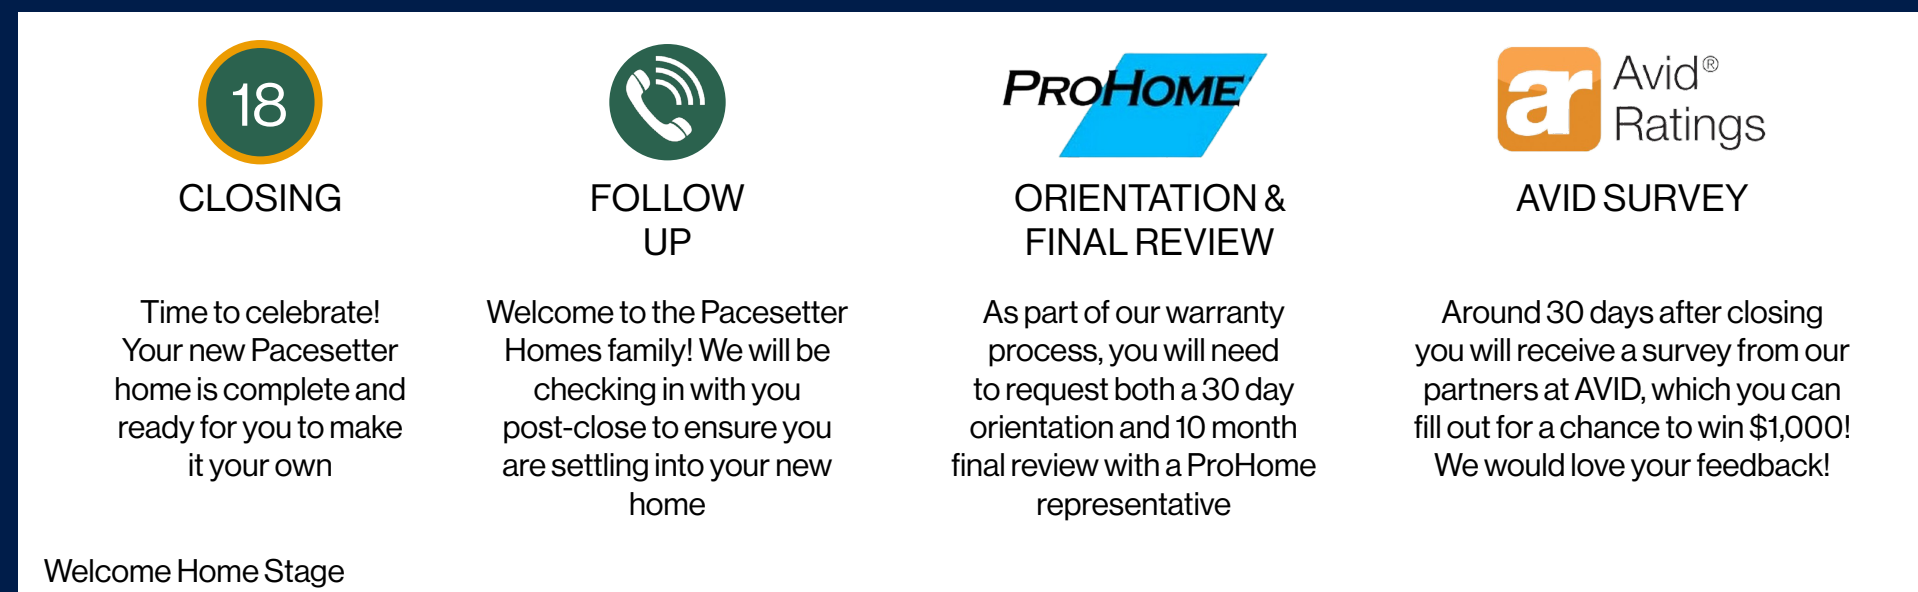 18
CLOSING
Time to celebrate!
Your new Pacesetter
home is complete and
ready for you to make
it your own
FOLLOW
UP
Welcome to the Pacesetter
Homes family! We will be
checking in with you
post-close to ensure you
are settling into your new
home
PROHOME
ORIENTATION &
FINAL REVIEW
As part of our warranty
process, you will need
to request both a 30 day
orientation and 10 month
final review with a ProHome
representative
ar
Avid®
Ratings
AVID SURVEY
Around 30 days after closing
you will receive a survey from our
partners at AVID, which you can
fill out for a chance to win $1,000!
We would love your feedback!
Welcome Home Stage